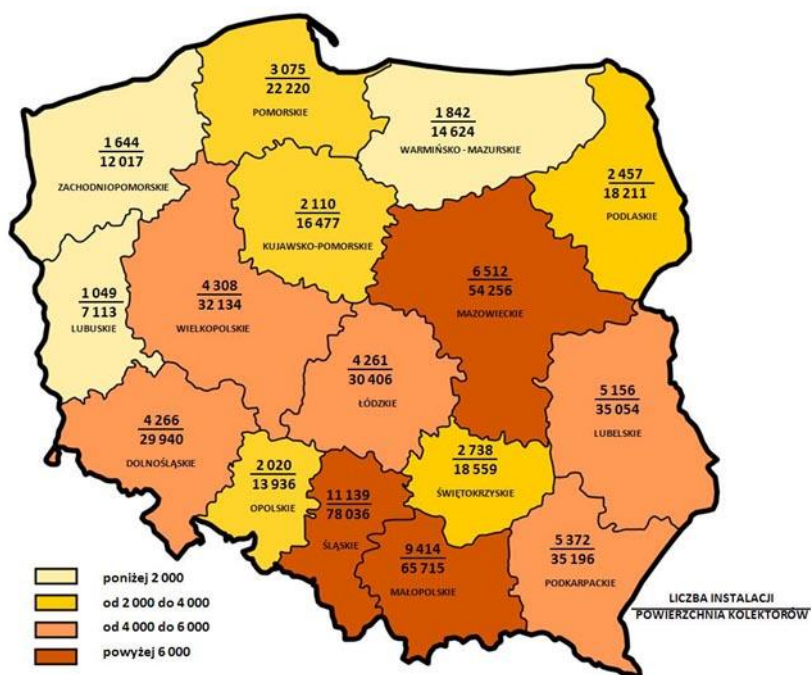 3 075
22 220
POMORSKIE
1 842
14 624
WARMIŃSKO - MAZURSKIE
1 644
12 017
ZACHODNIOPOMORSKIE
2 457
18 211
PODLASKIE
2 110
16 477
KUJAWSKO-POMORSKIE
6 512
54 256
MAZOWIECKIE
1 049
7 113
LUBUSKIE
4 308
32 134
WIELKOPOLSKIE
4 261
30 406
ŁÓDZKIE
5 156
35 054
LUBELSKIE
4 266
29 940
DOLNOŚLĄSKIE
2 020
13 936
OPOLSKIE
2 738
18 559
ŚWIĘTOKRZYSKIE
11 139
78 036
ŚLĄSKIE
9 414
65 715
MAŁOPOLSKIE
5 372
35 196
PODKARPACKIE
poniżej 2 000
od 2 000 do 4 000
od 4 000 do 6 000
powyżej 6 000
LICZBA INSTALACJI
POWIERZCHNIA KOLEKTORÓW